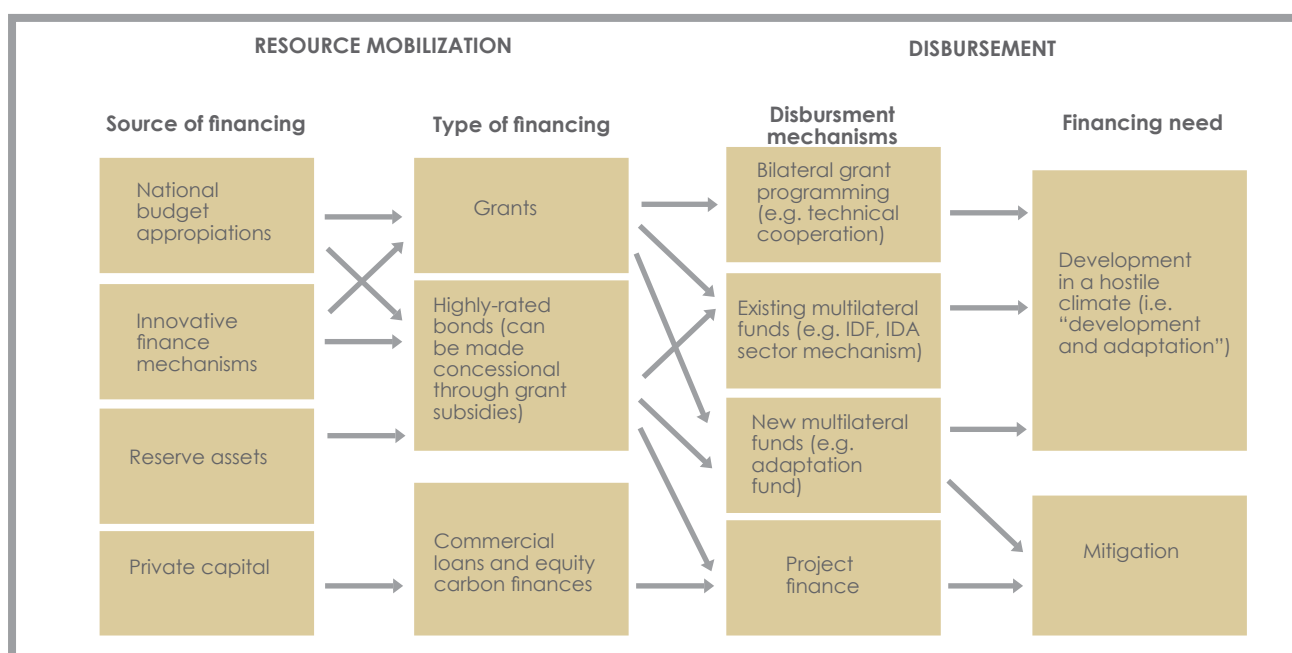 RESOURCE MOBILIZATION
DISBURSEMENT
Source of financing
Type of financing
Disbursment
mechanisms
Financing need
National
budget
appropiations
Innovative
finance
mechanisms
Reserve assets
Private capital
Grants
Highly-rated
bonds (can
be made
concessional
through grant
subsidies)
Commercial
loans and equity
carbon finances
Bilateral grant
programming
(e.g. technical
cooperation)
Existing multilateral
funds (e.g. IDF, IDA
sector mechanism)
New multilateral
funds (e.g.
adaptation
fund)
Project
finance
Development
in a hostile
climate (i.e.
“development
and adaptation”)
Mitigation